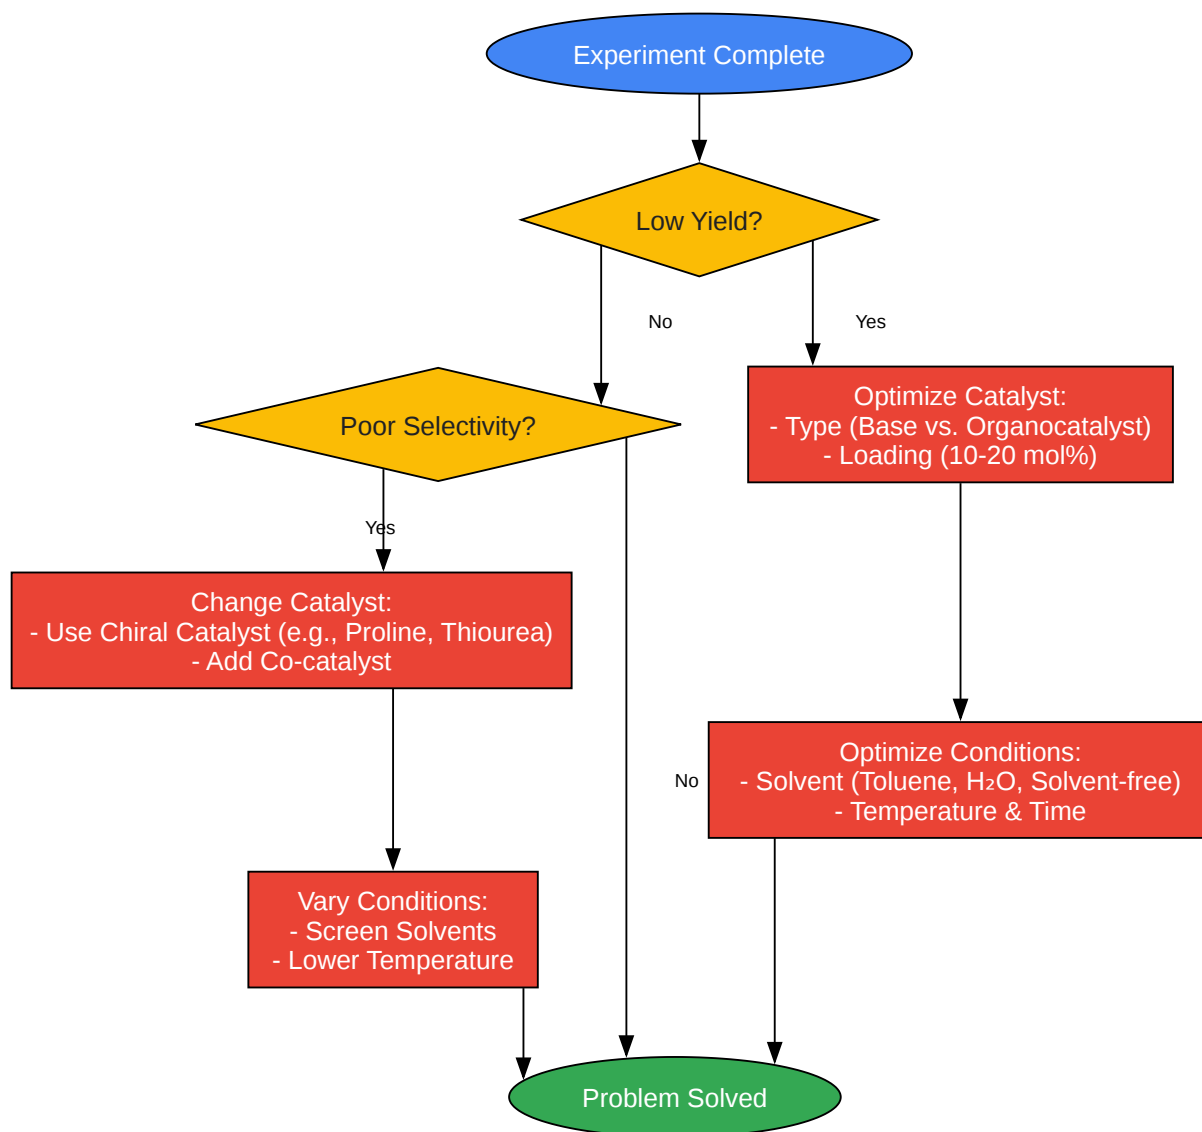 Experiment Complete
Low Yield?
No
Yes
Poor Selectivity?
Optimize Catalyst:
- Type (Base vs. Organocatalyst)
- Loading (10-20 mol%)
Yes
Change Catalyst:
- Use Chiral Catalyst (e.g., Proline, Thiourea)
- Add Co-catalyst
No
Optimize Conditions:
- Solvent (Toluene, H₂O, Solvent-free)
- Temperature & Time
Vary Conditions:
- Screen Solvents
- Lower Temperature
Problem Solved